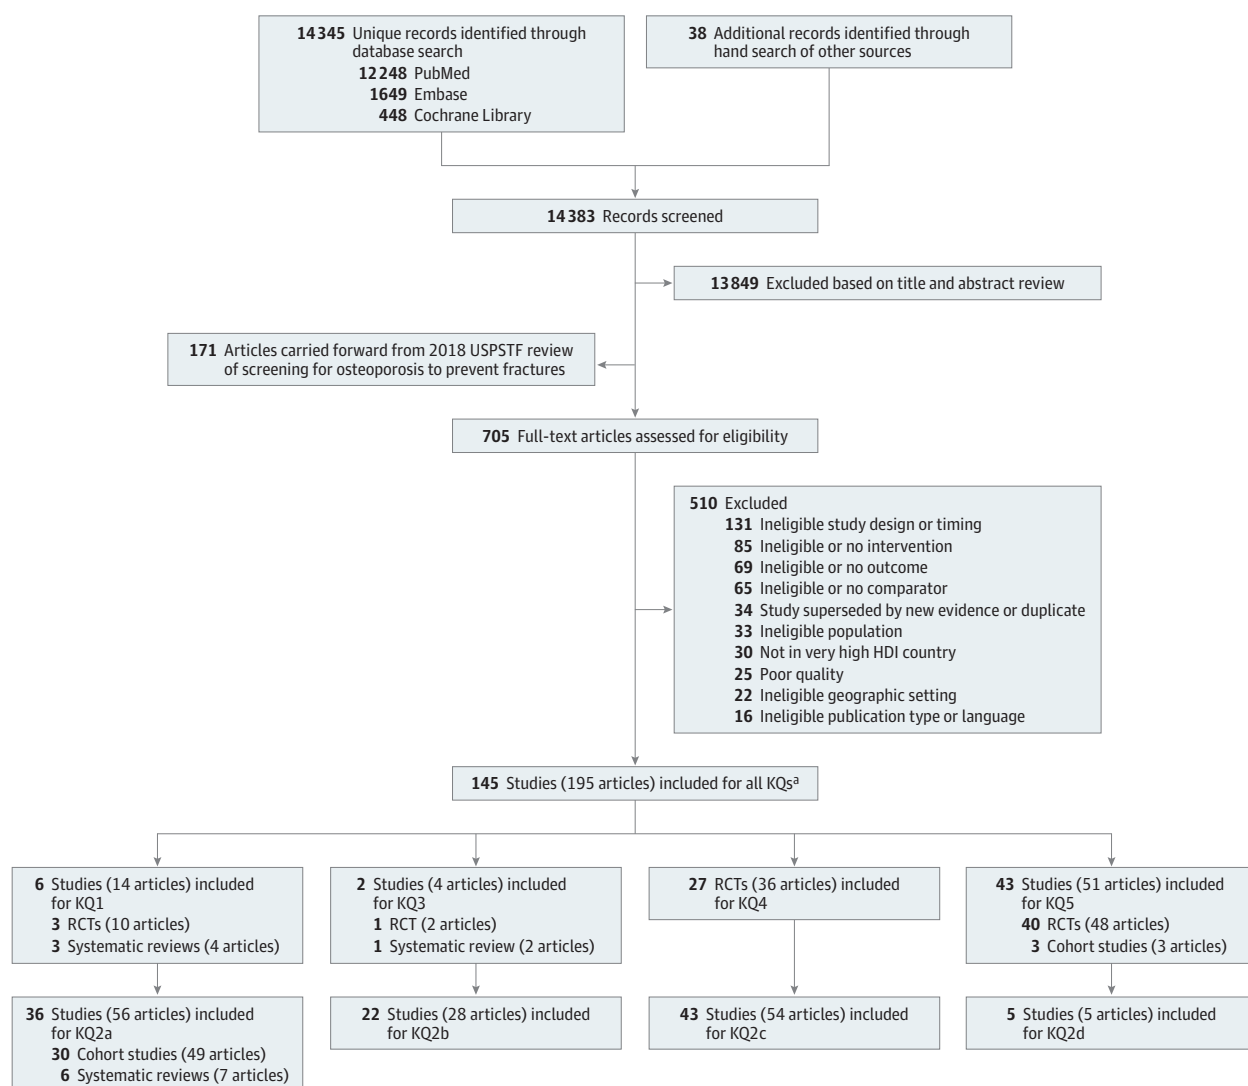 14 345 Unique records identified through
database search
12 248 PubMed
1649 Embase
448 Cochrane Library
38 Additional records identified through
hand search of other sources
14 383 Records screened
13 849 Excluded based on title and abstract review
171 Articles carried forward from 2018 USPSTF review
of screening for osteoporosis to prevent fractures
705 Full-text articles assessed for eligibility
510 Excluded
131 Ineligible study design or timing
85 Ineligible or no intervention
69 Ineligible or no outcome
65 Ineligible or no comparator
34 Study superseded by new evidence or duplicate
33 Ineligible population
30 Not in very high HDI country
25 Poor quality
22 Ineligible geographic setting
16 Ineligible publication type or language
145 Studies (195 articles) included for all KQsa
6 Studies (14 articles) included
for KQ1
3 RCTs (10 articles)
3 Systematic reviews (4 articles)
2 Studies (4 articles) included
for KQ3
1 RCT (2 articles)
1 Systematic review (2 articles)
27 RCTs (36 articles) included
for KQ4
43 Studies (51 articles) included
for KQ5
40 RCTs (48 articles)
3 Cohort studies (3 articles)
36 Studies (56 articles) included
for KQ2a
30 Cohort studies (49 articles)
6 Systematic reviews (7 articles)
22 Studies (28 articles) included
for KQ2b
43 Studies (54 articles) included
for KQ2c
5 Studies (5 articles) included
for KQ2d